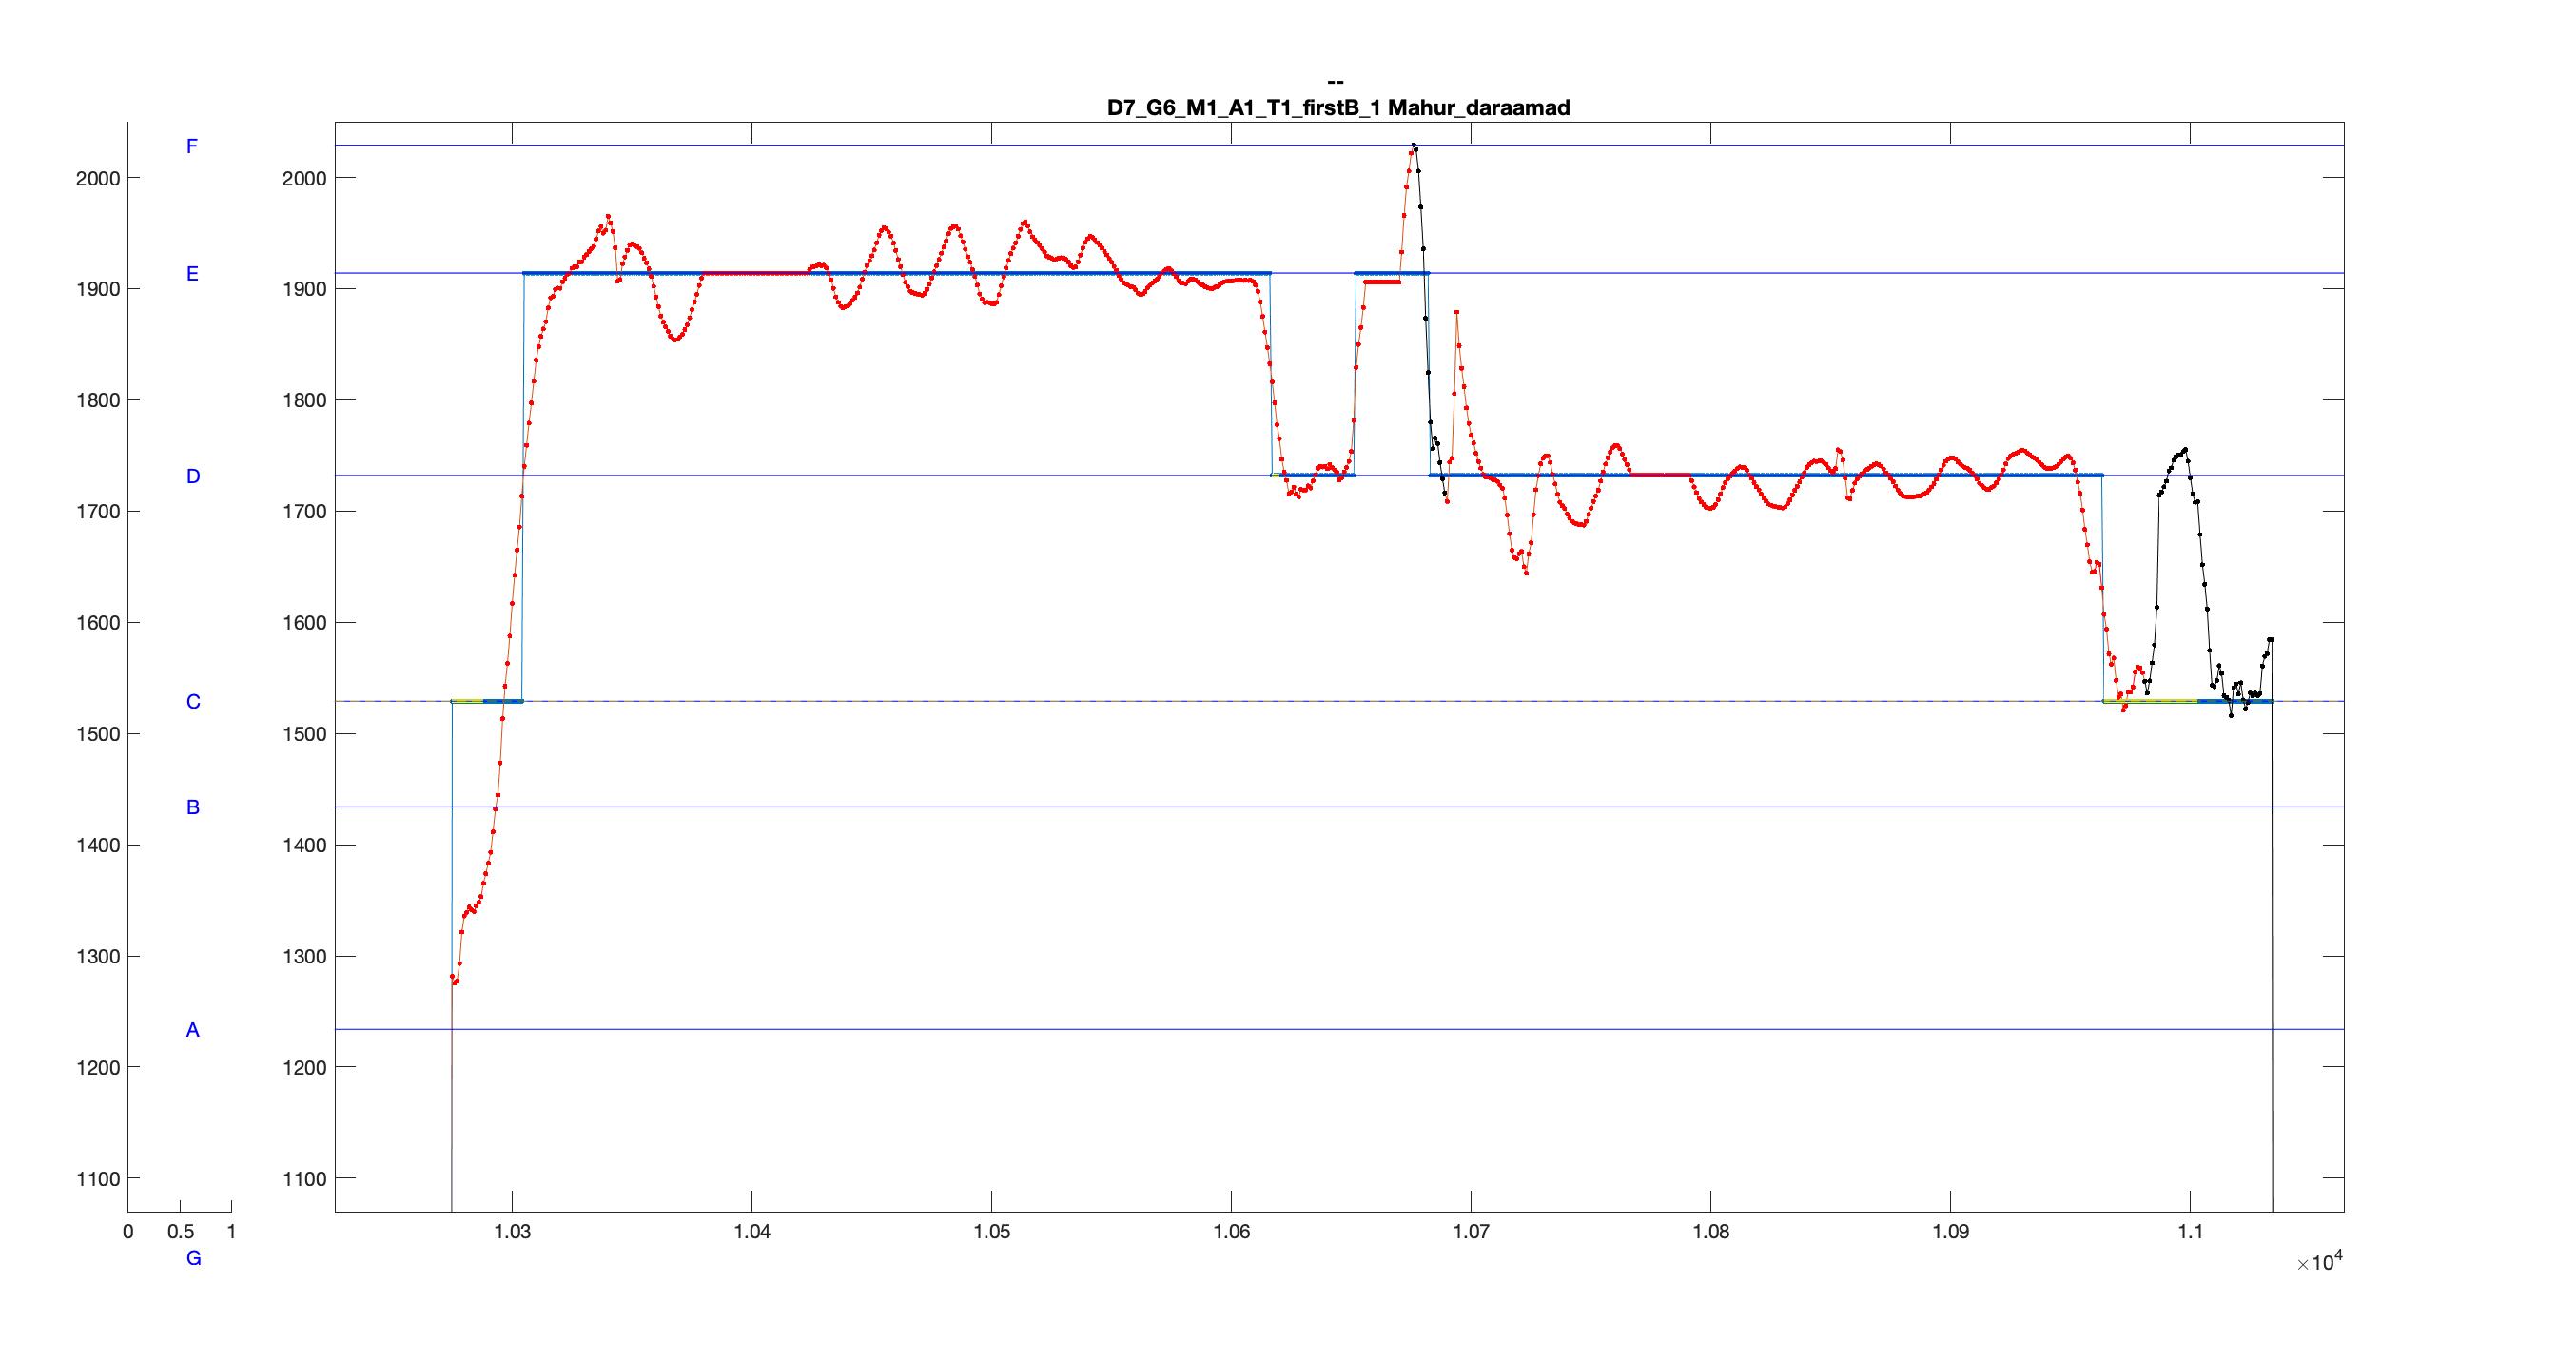 --
D7_G6_M1_A1_T1_firstB_1 Mahur_daraamad
F
2000 2000
E
1900 1900
1800 1800
D
1700 1700
1600 1600
C
1500 1500
B
1400 1400
1300 1300
A
1200 1200
1100 1100
0 0.5 1 1.03 1.04 1.05 1.06 1.07 1.08 1.09 1.1
G
×10^4